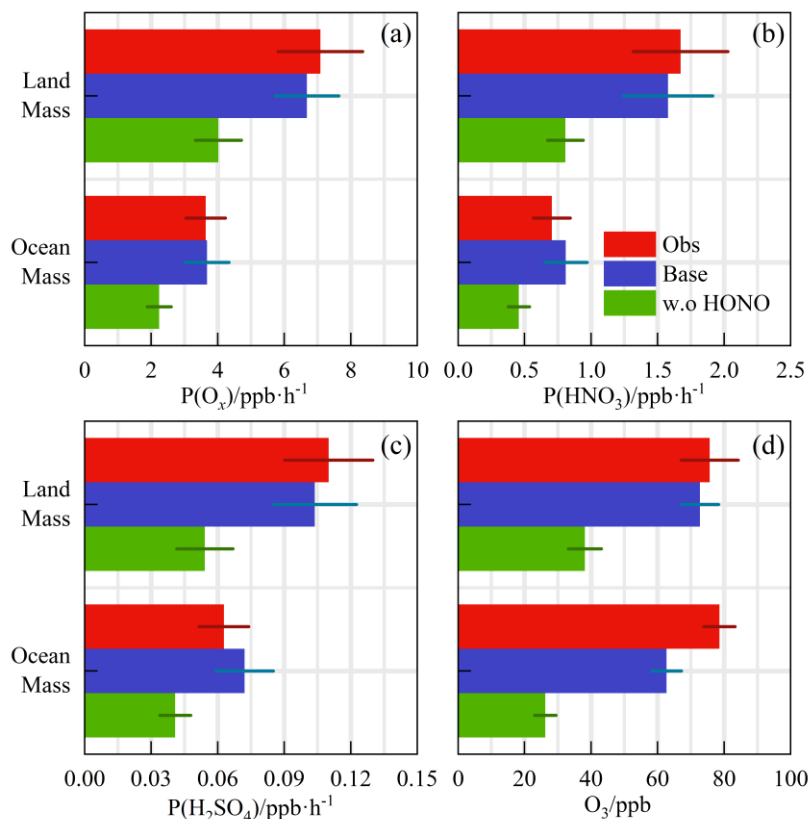 (a)
Land
Mass
Ocean
Mass
0 2 4 6 8 10
P(Oₓ)/ppb·h⁻¹
(b)
Obs
Base
w.o HONO
0.0 0.5 1.0 1.5 2.0 2.5
P(HNO₃)/ppb·h⁻¹
(c)
Land
Mass
Ocean
Mass
0.00 0.03 0.06 0.09 0.12 0.15
P(H₂SO₄)/ppb·h⁻¹
(d)
0 20 40 60 80 100
O₃/ppb